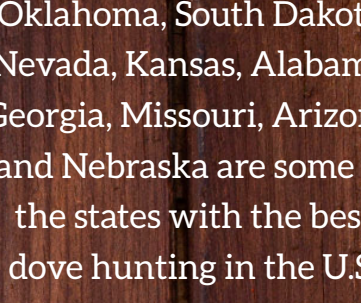 Oklahoma, South Dakot
Nevada, Kansas, Alabam
Georgia, Missouri, Arizo
and Nebraska are some
the states with the bes
dove hunting in the U.S